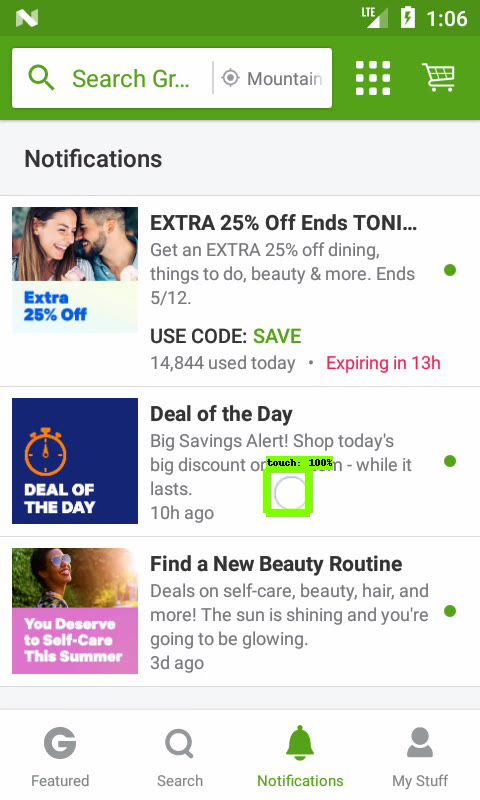 LTE 1:06
Search Gr... Mountain
Notifications
EXTRA 25% Off Ends TONI...
Get an EXTRA 25% off dining,
things to do, beauty & more. Ends
5/12.
Extra
25% Off
USE CODE: SAVE
14,844 used today • Expiring in 13h
Deal of the Day
Big Savings Alert! Shop today's
touch: 100%
big discount - while it
lasts.
10h ago
DEAL OF
THE DAY
Find a New Beauty Routine
Deals on self-care, beauty, hair, and
more! The sun is shining and you're
going to be glowing.
3d ago
You Deserve
to Self-Care
This Summer
G
Featured
Search
Notifications
My Stuff